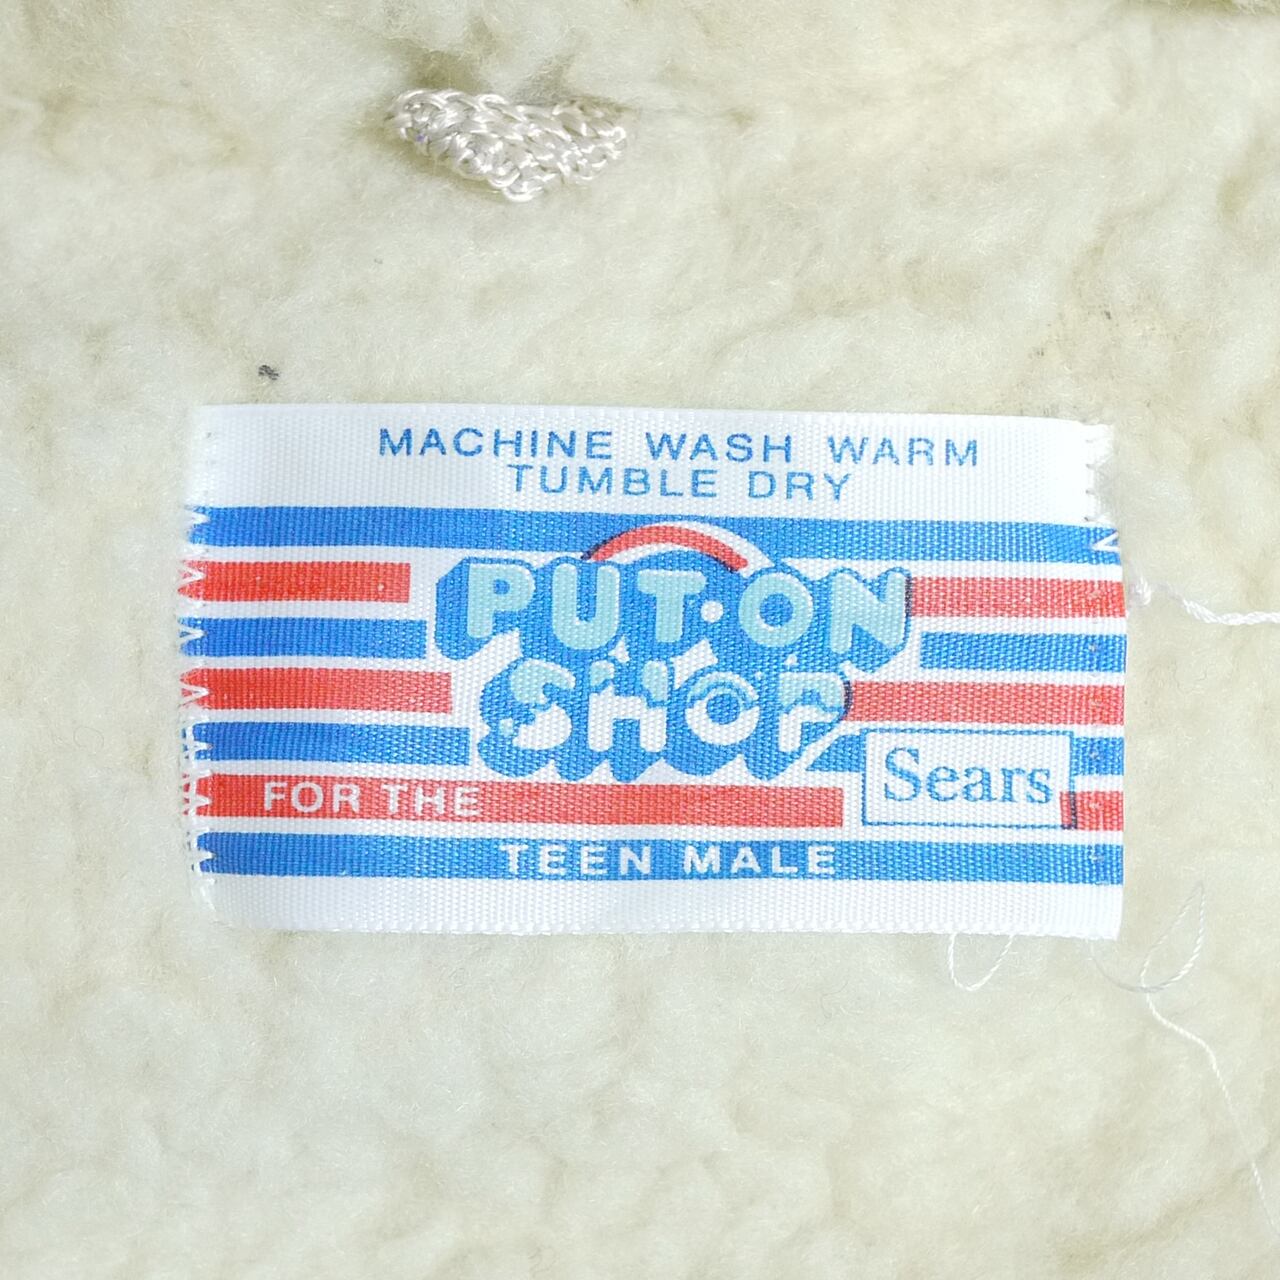 MACHINE WASH WARM
TUMBLE DRY
PUT·ON
SHOP
Sears
FOR THE
TEEN MALE